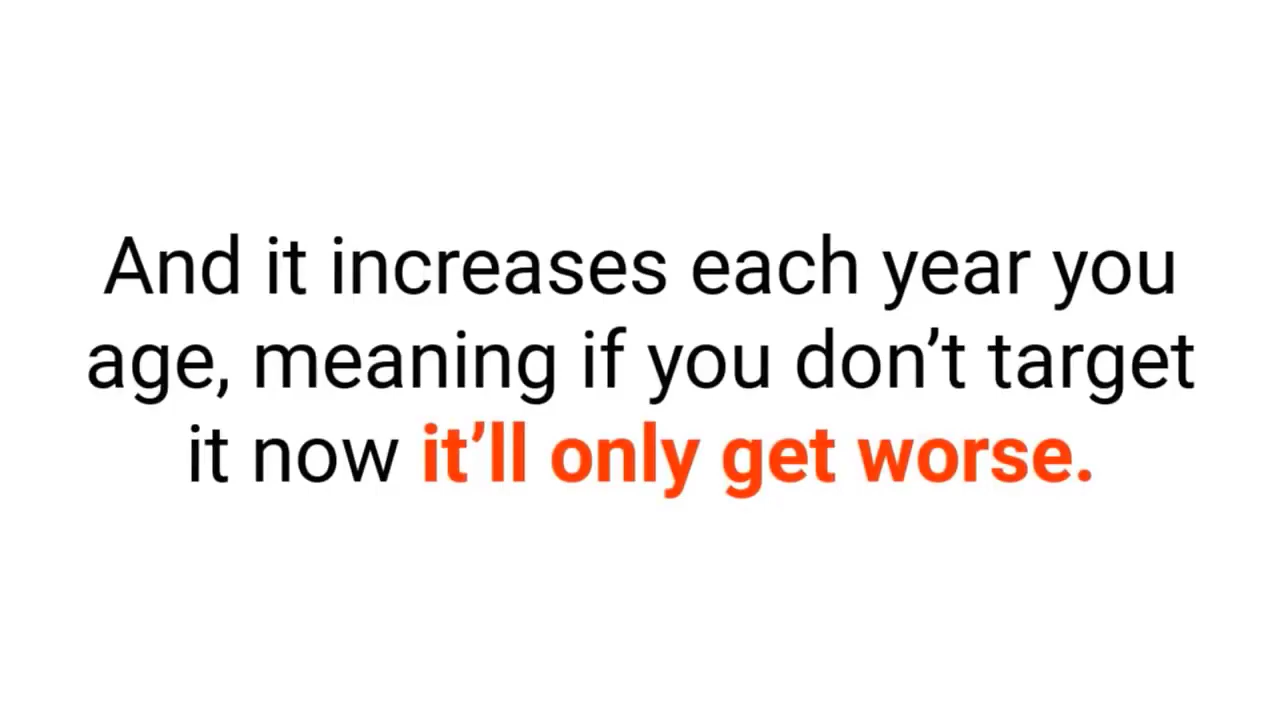 And it increases each year you
age, meaning if you don’t target
it now it’ll only get worse.